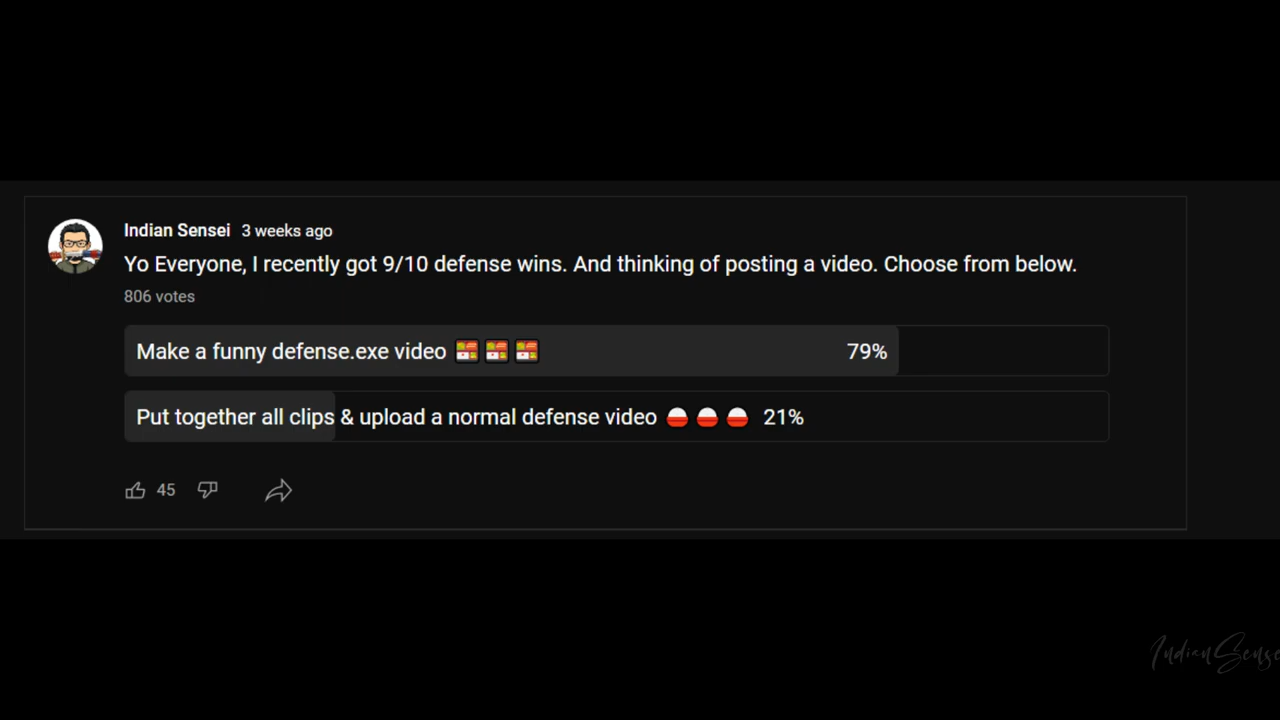 Indian Sensei 3 weeks ago
Yo Everyone, I recently got 9/10 defense wins. And thinking of posting a video. Choose from below.
806 votes
Make a funny defense.exe video 🍱🍱🍱 79%
Put together all clips & upload a normal defense video 79% 21%
45
IndianSense